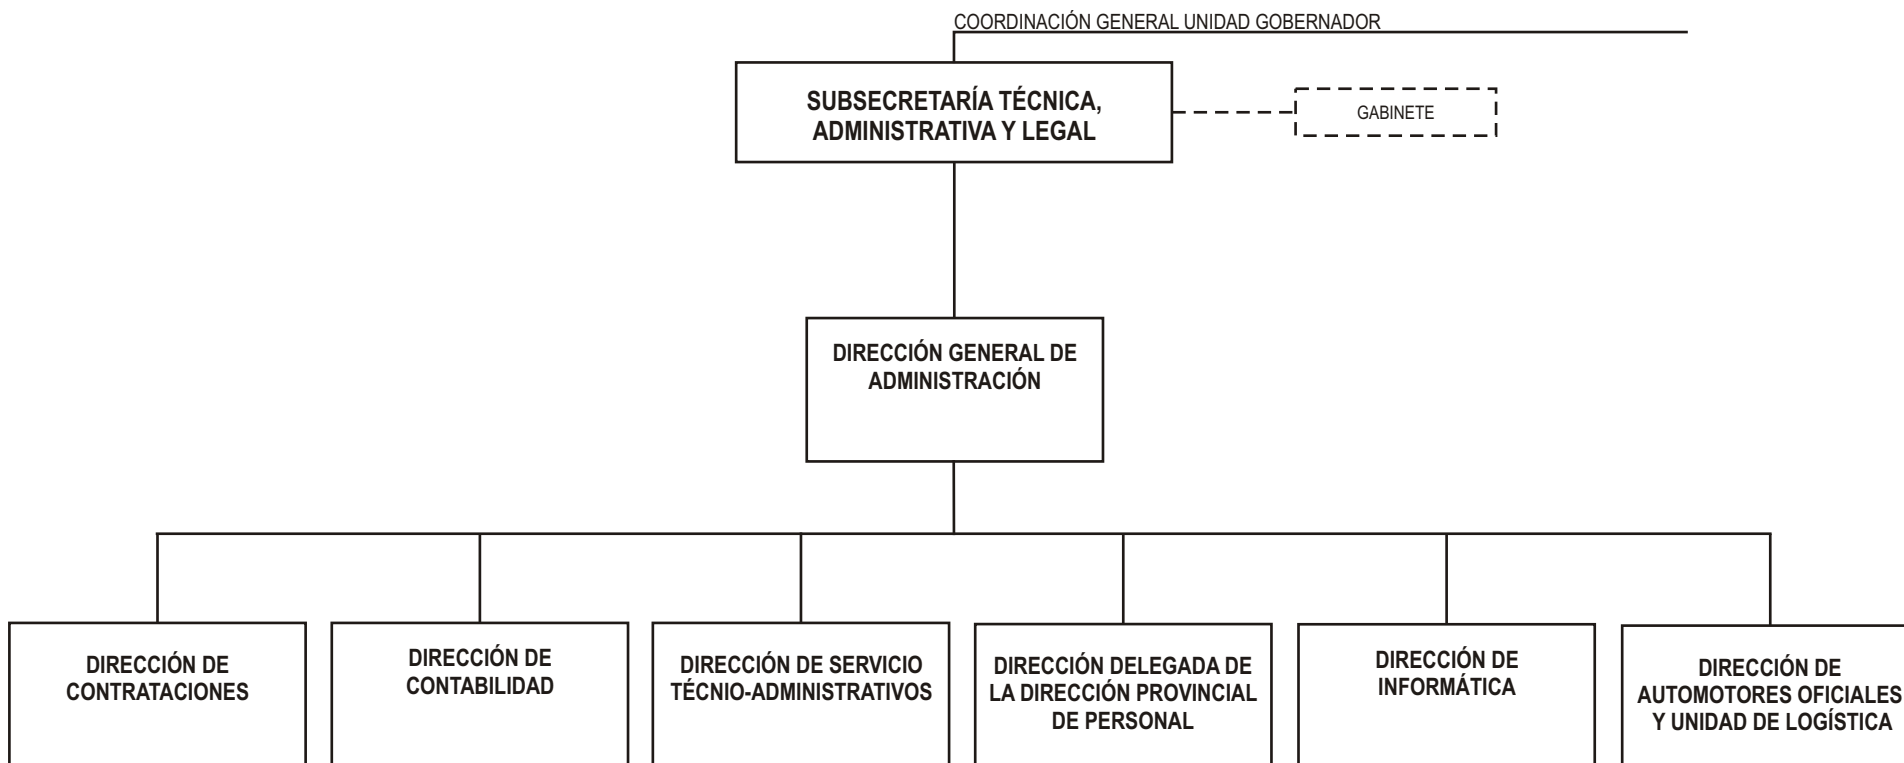 COORDINACIÓN GENERAL UNIDAD GOBERNADOR
SUBSECRETARÍA TÉCNICA,
ADMINISTRATIVA Y LEGAL
GABINETE
DIRECCIÓN GENERAL DE
ADMINISTRACIÓN
DIRECCIÓN DE
CONTRATACIONES
DIRECCIÓN DE
CONTABILIDAD
DIRECCIÓN DE SERVICIO
TÉCNIO-ADMINISTRATIVOS
DIRECCIÓN DELEGADA DE
LA DIRECCIÓN PROVINCIAL
DE PERSONAL
DIRECCIÓN DE
INFORMÁTICA
DIRECCIÓN DE
AUTOMOTORES OFICIALES
Y UNIDAD DE LOGÍSTICA